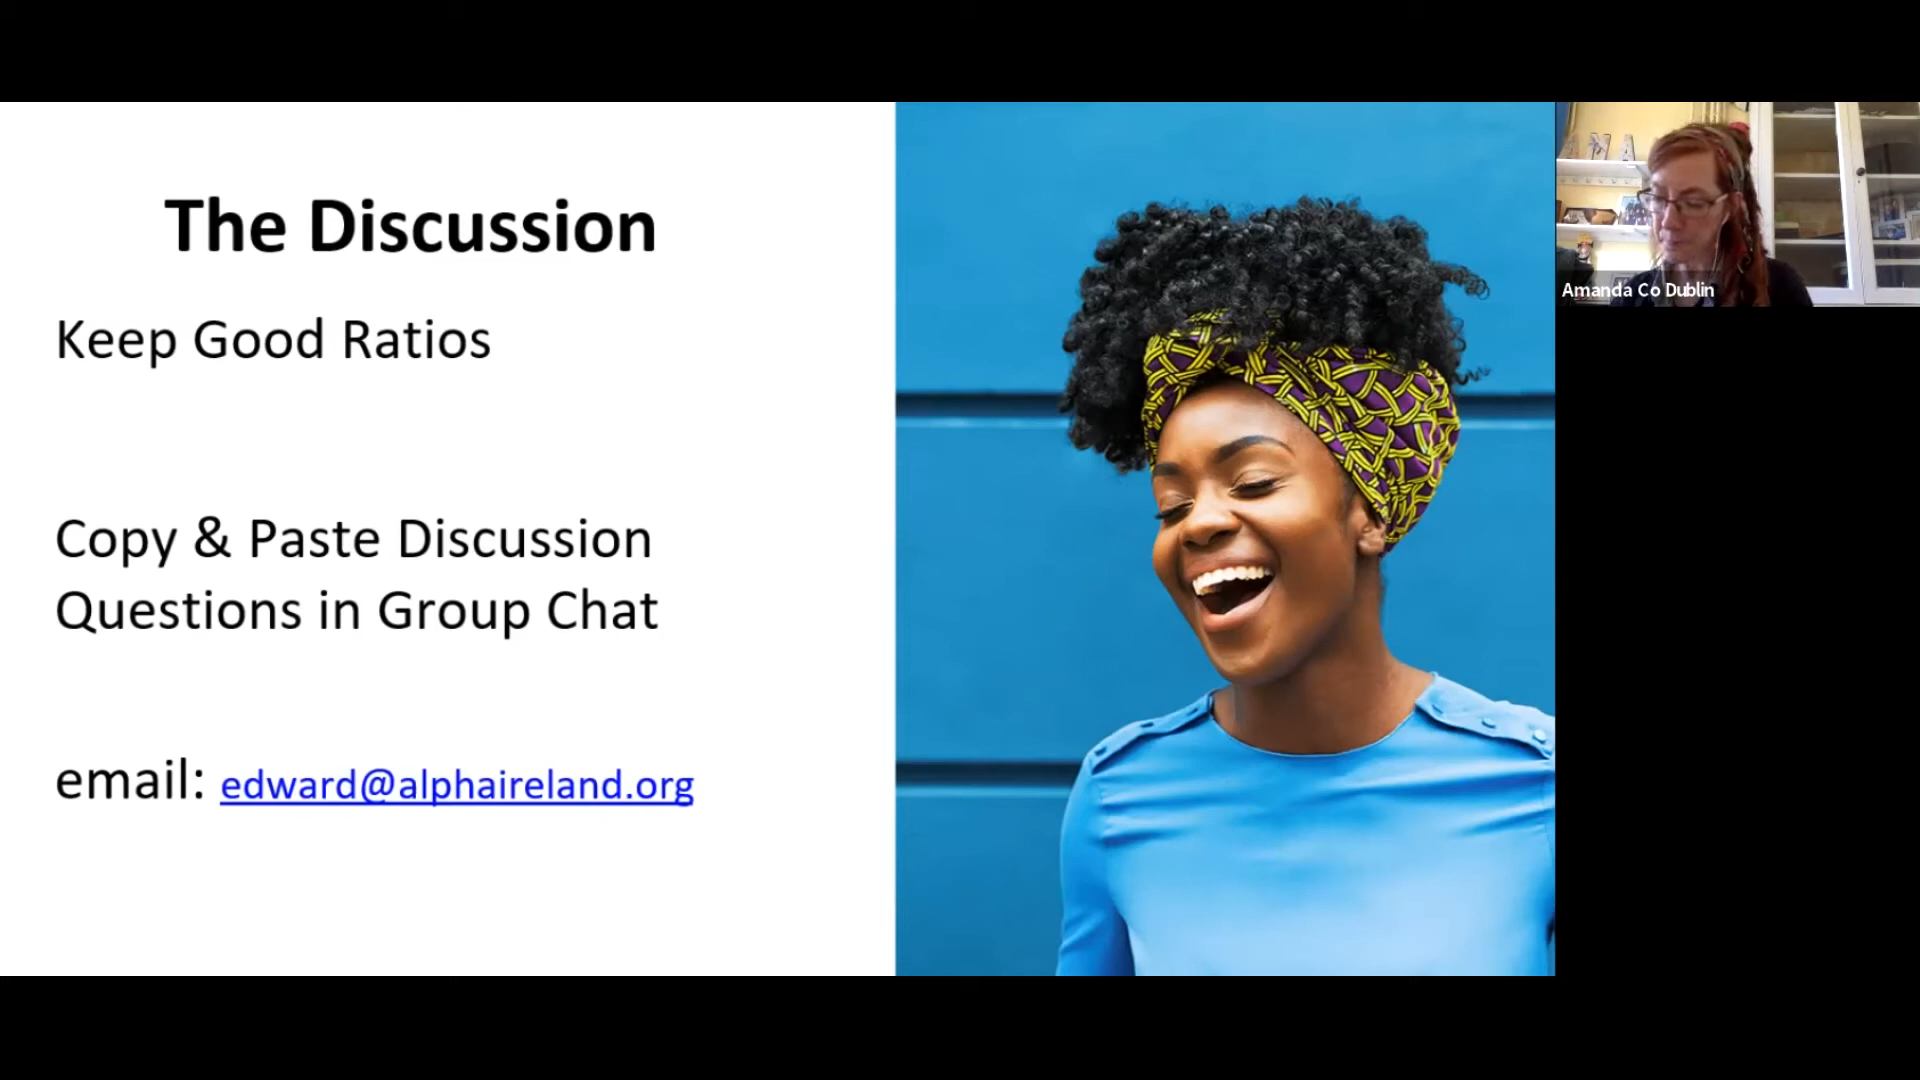 The Discussion
Keep Good Ratios
Copy & Paste Discussion
Questions in Group Chat
email: edward@alphaireland.org
Amanda Co Dublin